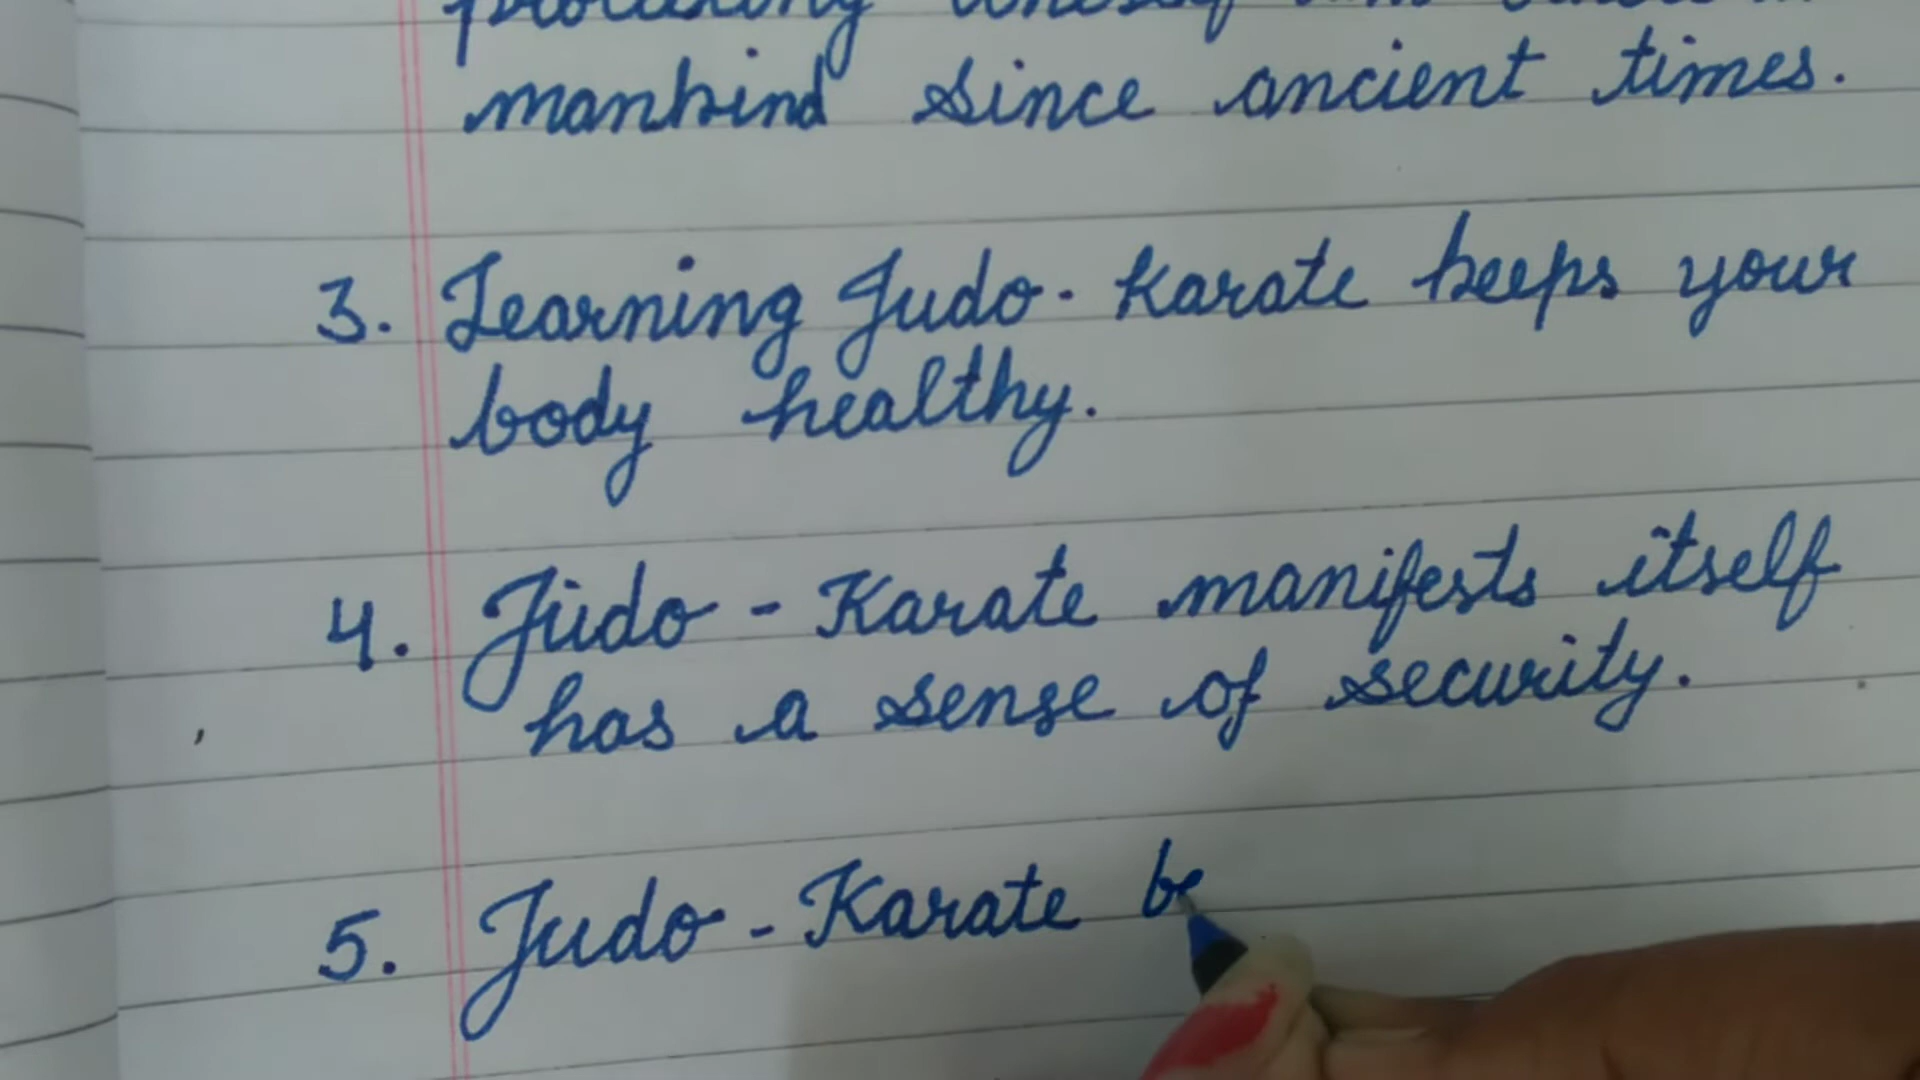 mankind since ancient times.
3. Learning Judo - Karate keeps your
body healthy.
4. Judo - Karate manifests itself
has a sense of security.
5. Judo - Karate be